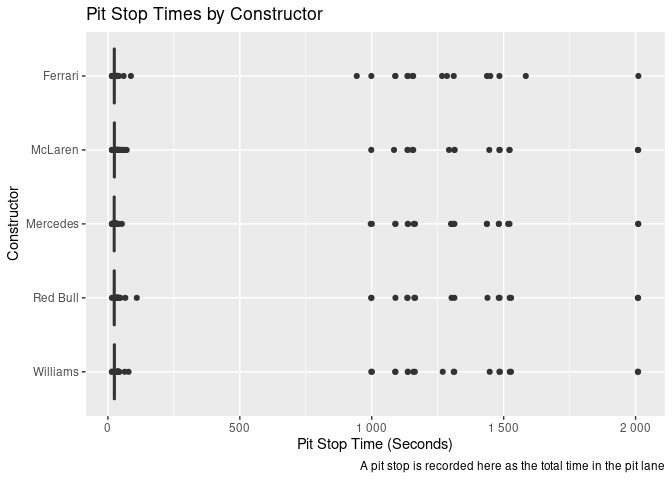 Pit Stop Times by Constructor
Constructor
Ferrari
McLaren
Mercedes
Red Bull
Williams
0 500 1 000 1 500 2 000
Pit Stop Time (Seconds)
A pit stop is recorded here as the total time in the pit lane